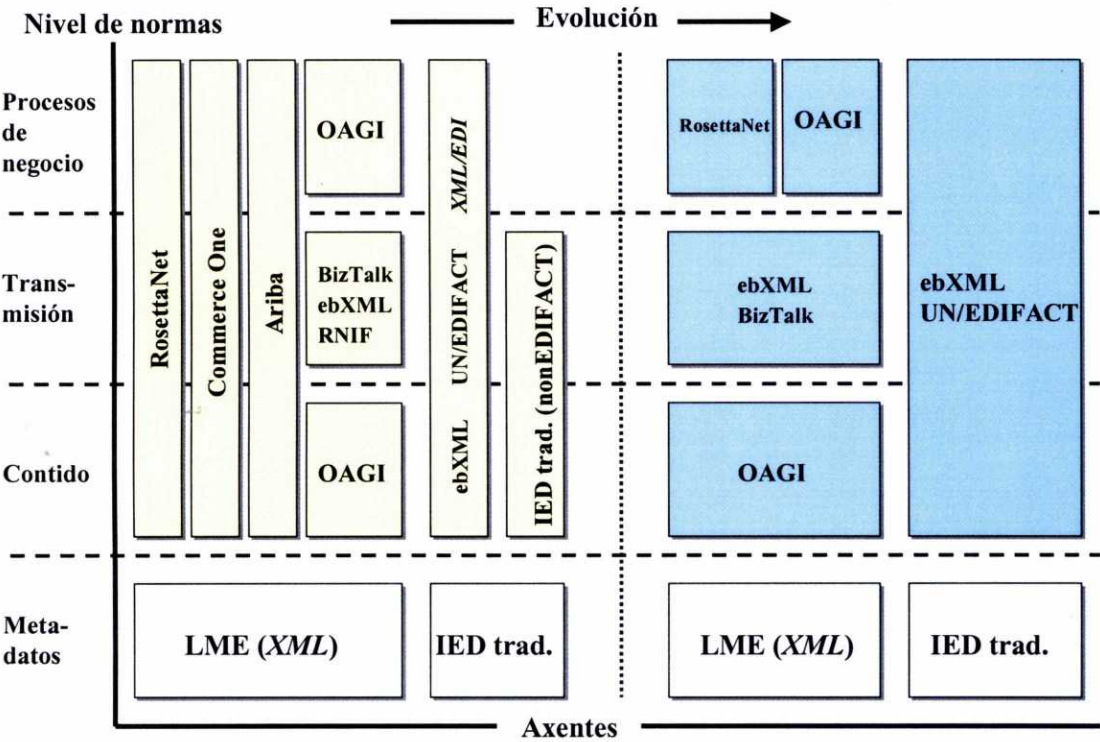 Nivel de normas
Evolución
Procesos
de
negocio
Trans-
misión
Contido
Meta-
datos
RosettaNet
Commerce One
Ariba
OAGI
BizTalk
ebXML
RNIF
OAGI
ebXML UN/EDIFACT XML/EDI
IED trad. (nonEDIFACT)
LME (XML)
IED trad.
RosettaNet
OAGI
ebXML
BizTalk
OAGI
ebXML
UN/EDIFACT
LME (XML)
IED trad.
Axentes